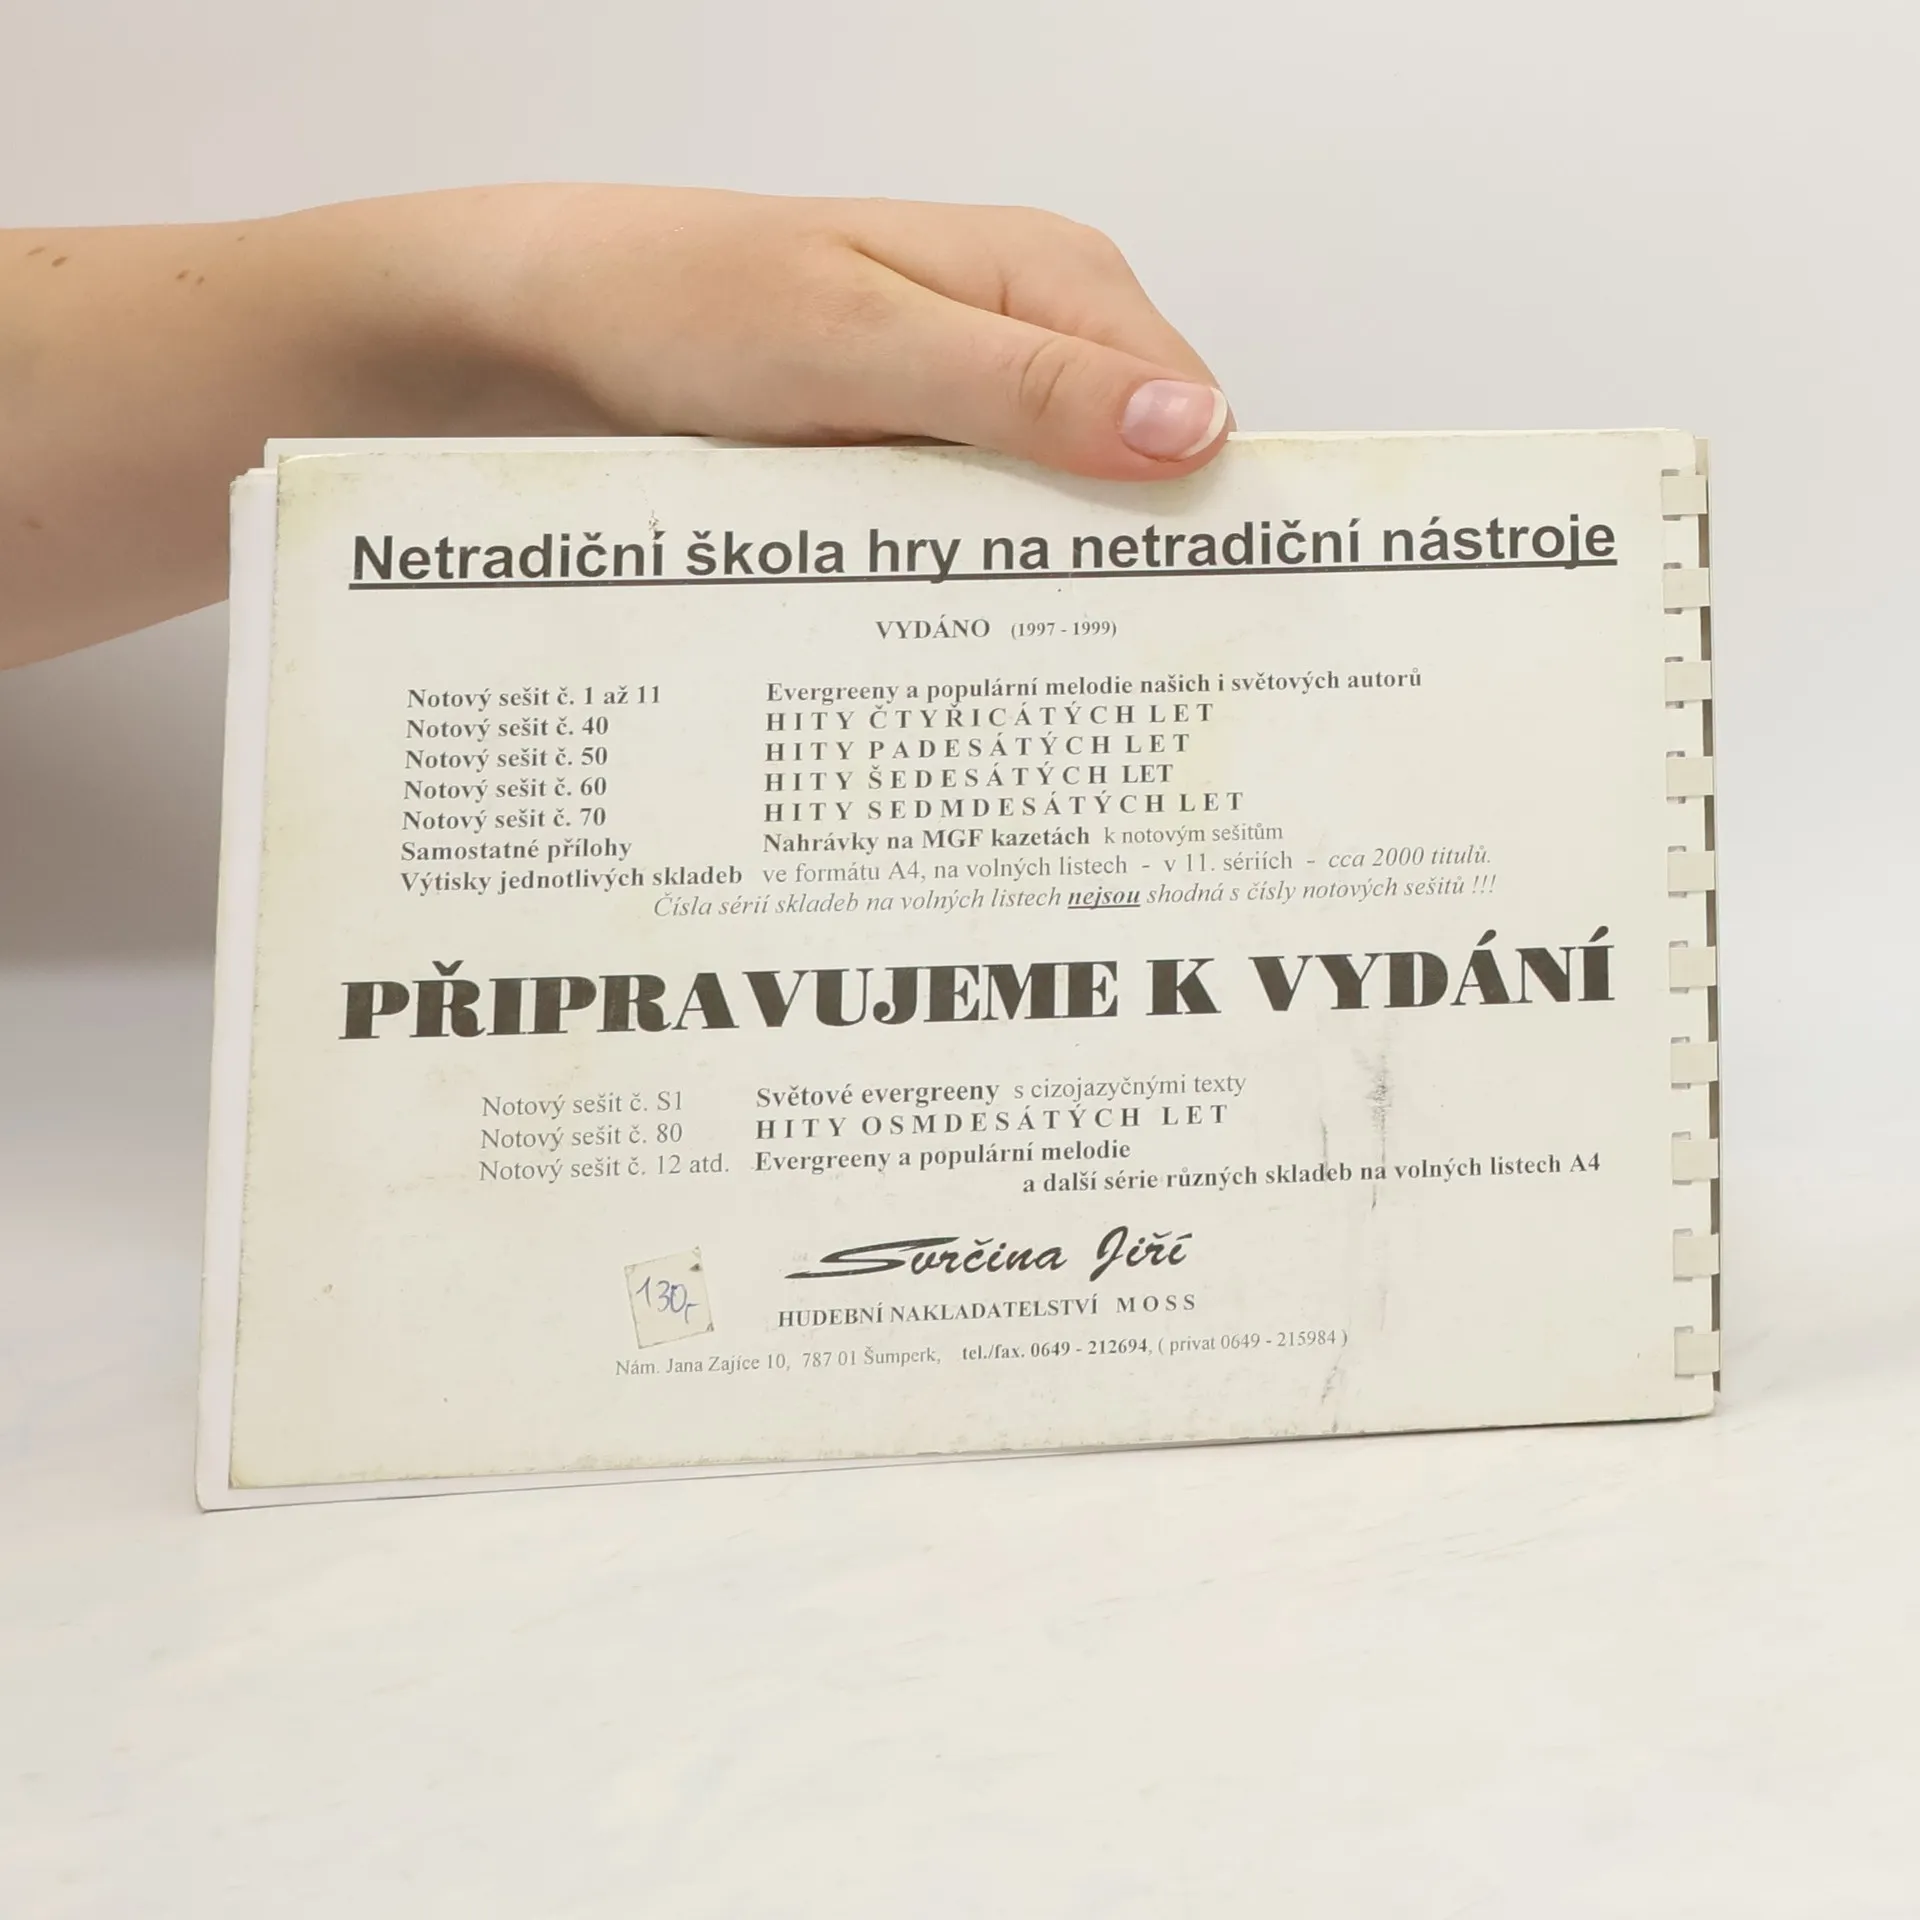 Netradiční škola hry na netradiční nástroje
VYDÁNO (1997 - 1999)
Notový sešit č. 1 až 11 Evergreeny a populární melodie našich i světových autorů
Notový sešit č. 40 HITY ČTYŘICÁTÝCH LET
Notový sešit č. 50 HITY PADESÁTÝCH LET
Notový sešit č. 60 HITY ŠEDESÁTÝCH LET
Notový sešit č. 70 HITY SEDMDESÁTÝCH LET
Samostatné přílohy Nahrávky na MGF kazetách k notovým sešitům
Výtisky jednotlivých skladeb ve formátu A4, na volných listech - v 11. sériích - cca 2000 titulů.
Čísla sérií skladeb na volných listech nejsou shodná s čísly notových sešitů !!!
PŘIPRAVUJEME K VYDÁNÍ
Notový sešit č. S1 Světové evergreeny s cizojazyčnými texty
Notový sešit č. 80 HITY OSMDESÁTÝCH LET
Notový sešit č. 12 atd. Evergreeny a populární melodie
a další série různých skladeb na volných listech A4
Svrčina Jiří
130,-
HUDEBNÍ NAKLADATELSTVÍ MOSS
Nám. Jana Zajíce 10, 787 01 Šumperk, tel./fax. 0649 - 212694, ( privat 0649 - 215984 )